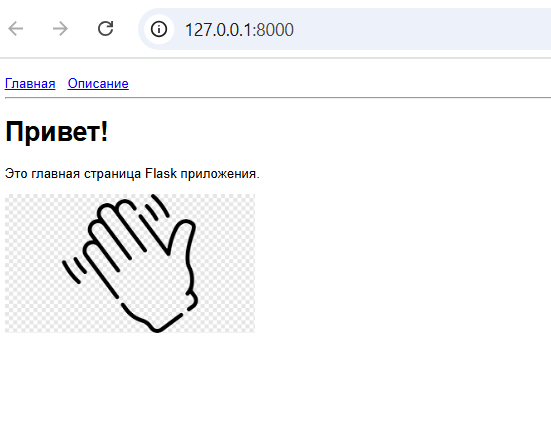 127.0.0.1:8000
Главная Описание
Привет!
Это главная страница Flask приложения.